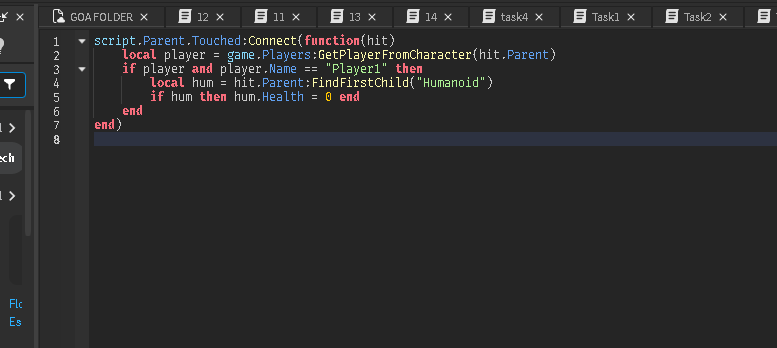 GOAFOLDER 12 11 13 14 task4 Task1 Task2
1 script.Parent.Touched:Connect(function(hit)
2 local player = game.Players:GetPlayerFromCharacter(hit.Parent)
3 if player and player.Name == "Player1" then
4 local hum = hit.Parent:FindFirstChild("Humanoid")
5 if hum then hum.Health = 0 end
6 end
7 end)
8
ech
Flo
Es